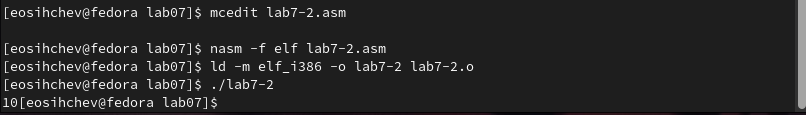 [eosihchev@fedora lab07]$ mcedit lab7-2.asm
[eosihchev@fedora lab07]$ nasm -f elf lab7-2.asm
[eosihchev@fedora lab07]$ ld -m elf_i386 -o lab7-2 lab7-2.o
[eosihchev@fedora lab07]$ ./lab7-2
10[eosihchev@fedora lab07]$